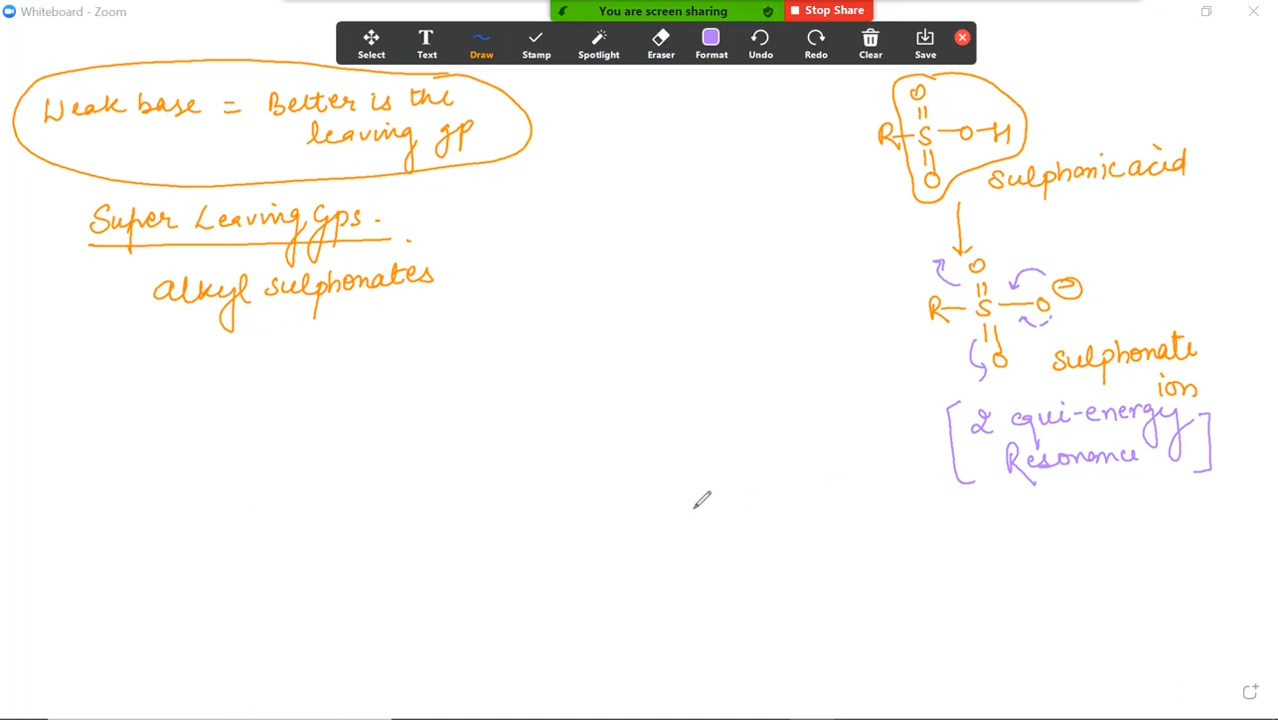 Whiteboard - Zoom
You are screen sharing
Stop Share
Select
Text
Draw
Stamp
Spotlight
Eraser
Format
Undo
Redo
Clear
Save
Weak base = Better is the
leaving gp
Super Leaving Gps.
alkyl sulphonates
O
R-S-O-H
O
sulphonic acid
O
R-S-O⊖
O
sulphonate
ion
[2 equi-energy
Resonance]